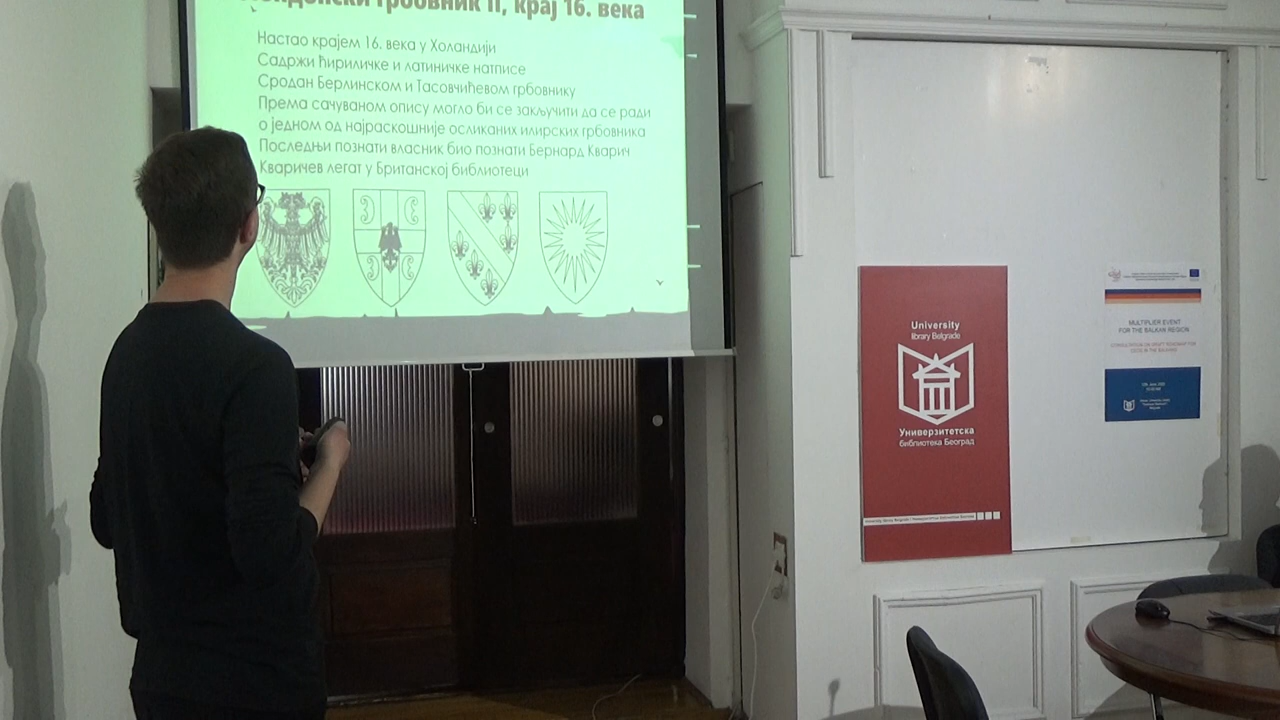 грбовник II, крај 16. века
Настао крајем 16. века у Холандији
Садржи ћириличке и латиничке натписе
Сродан Берлинском и Тасовчићевом грбовнику
Према сачуваном опису могло би се закључити да се ради
о једном од најраскошније осликаних илирских грбовника
Последњи познати власник био познати Бернард Кварич
Кваричев легат у Британској библиотеци
University
library Belgrade
Универзитетска
библиотека Београд
MULTIPLIER EVENT
FOR THE BALKAN REGION